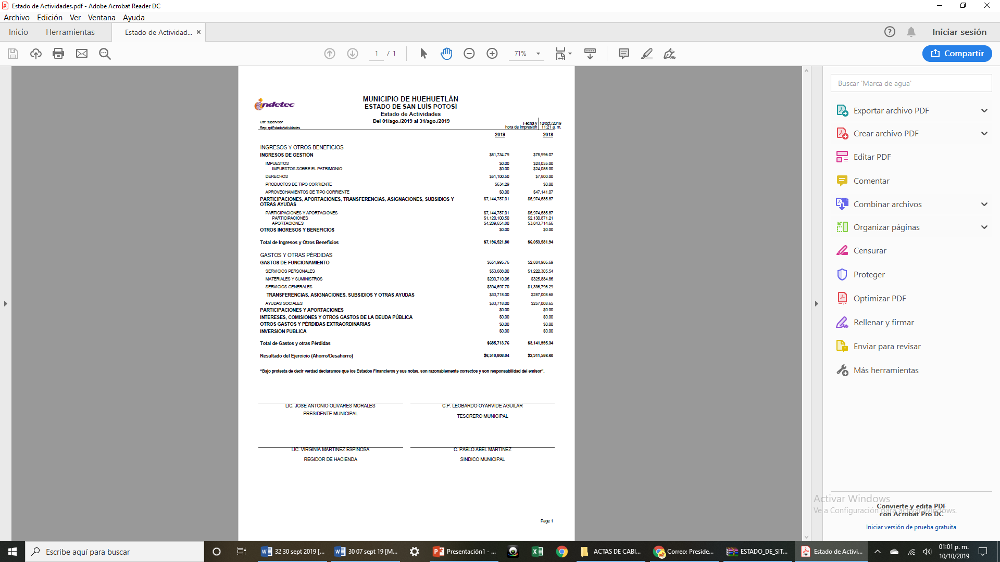 Estado de Actividades.pdf - Adobe Acrobat Reader DC
Archivo Edición Ver Ventana Ayuda
Inicio Herramientas Estado de Actividad... × Iniciar sesión
1 / 1 71% Compartir
Buscar 'Marca de agua'
Exportar archivo PDF
Crear archivo PDF
Editar PDF
Comentar
Combinar archivos
Organizar páginas
Censurar
Proteger
Optimizar PDF
Rellenar y firmar
Enviar para revisar
Más herramientas
indetec
MUNICIPIO DE HUEHUETLÁN
ESTADO DE SAN LUIS POTOSÍ
Estado de Actividades
Del 01/ago./2019 al 31/ago./2019
Usr: supervisor
Rep: rptEstadoActividades
Fecha y 10/oct./2019
hora de Impresión 11:21 a. m.
2019 2018
INGRESOS Y OTROS BENEFICIOS
INGRESOS DE GESTIÓN $51,734.79 $78,996.07
IMPUESTOS $0.00 $24,055.00
IMPUESTOS SOBRE EL PATRIMONIO $0.00 $24,055.00
DERECHOS $51,100.50 $7,800.00
PRODUCTOS DE TIPO CORRIENTE $634.29 $0.00
APROVECHAMIENTOS DE TIPO CORRIENTE $0.00 $47,141.07
PARTICIPACIONES, APORTACIONES, TRANSFERENCIAS, ASIGNACIONES, SUBSIDIOS Y $7,144,787.01 $5,974,585.87
OTRAS AYUDAS
PARTICIPACIONES Y APORTACIONES $7,144,787.01 $5,974,585.87
PARTICIPACIONES $1,120,100.50 $2,130,871.21
APORTACIONES $4,289,654.80 $3,843,714.66
OTROS INGRESOS Y BENEFICIOS $0.00 $0.00
Total de Ingresos y Otros Beneficios $7,196,521.80 $6,053,581.94
GASTOS Y OTRAS PÉRDIDAS
GASTOS DE FUNCIONAMIENTO $651,995.76 $2,884,986.69
SERVICIOS PERSONALES $53,688.00 $1,222,305.54
MATERIALES Y SUMINISTROS $203,710.06 $325,884.86
SERVICIOS GENERALES $394,597.70 $1,336,796.29
TRANSFERENCIAS, ASIGNACIONES, SUBSIDIOS Y OTRAS AYUDAS $33,718.00 $257,008.65
AYUDAS SOCIALES $33,718.00 $257,008.65
PARTICIPACIONES Y APORTACIONES $0.00 $0.00
INTERESES, COMISIONES Y OTROS GASTOS DE LA DEUDA PÚBLICA $0.00 $0.00
OTROS GASTOS Y PÉRDIDAS EXTRAORDINARIAS $0.00 $0.00
INVERSIÓN PÚBLICA $0.00 $0.00
Total de Gastos y otras Pérdidas $685,713.76 $3,141,995.34
Resultado del Ejercicio (Ahorro/Desahorro) $6,510,808.04 $2,911,586.60
“Bajo protesta de decir verdad declaramos que los Estados Financieros y sus notas, son razonablemente correctos y son responsabilidad del emisor”.
LIC. JOSE ANTONIO OLIVARES MORALES C.P. LEOBARDO OYARVIDE AGUILAR
PRESIDENTE MUNICIPAL TESORERO MUNICIPAL
LIC. VIRGINIA MARTINEZ ESPINOSA C. PABLO ABEL MARTINEZ
REGIDOR DE HACIENDA SINDICO MUNICIPAL
Page 1
Activar Windows
Ve a Configuración para activar Windows.
Convierte y edita PDF
con Acrobat Pro DC
Iniciar versión de prueba gratuita
Escribe aquí para buscar 32 30 sept 2019 [... 30 07 sept 19 [M... Presentación1 - ... ACTAS DE CABI... Correo: Preside... ESTADO_DE_SIT... Estado de Activi... 01:01 p. m.
10/10/2019